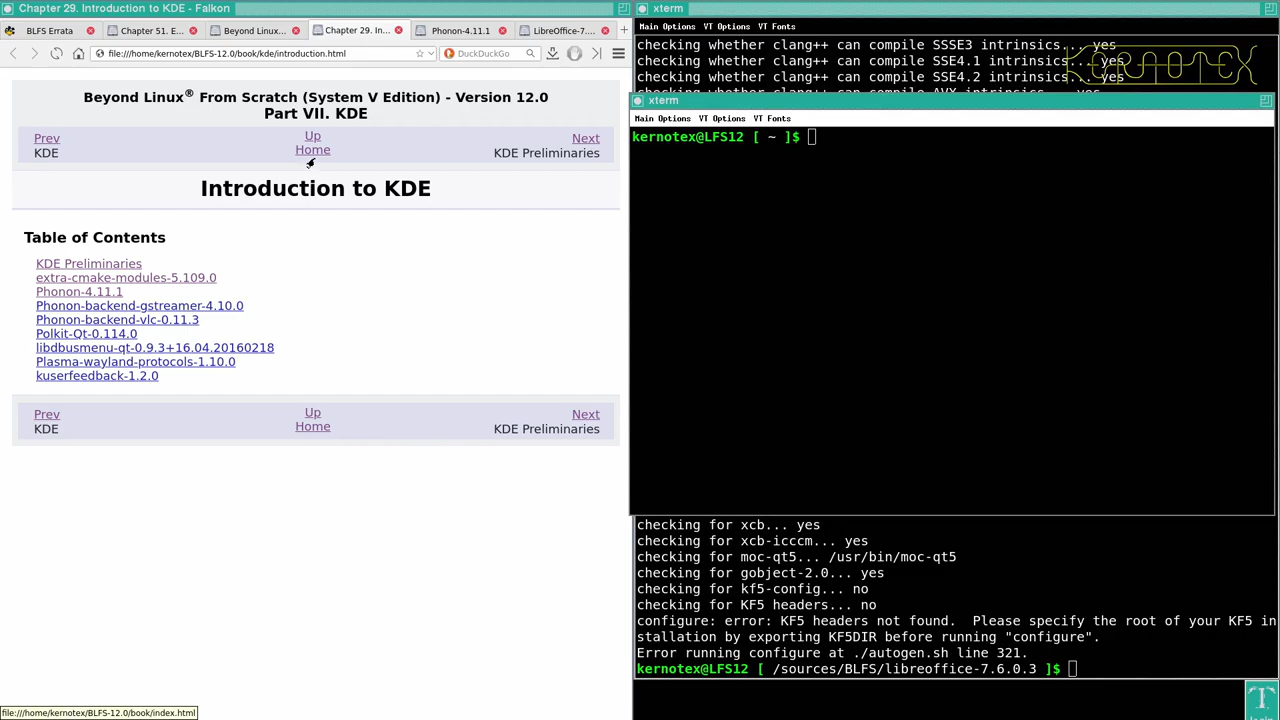 Chapter 29. Introduction to KDE - Falkon
BLFS Errata
Chapter 51. E...
Beyond Linux...
Chapter 29. In...
Phonon-4.11.1
LibreOffice-7....
file:///home/kernotex/BLFS-12.0/book/kde/introduction.html
DuckDuckGo
Beyond Linux® From Scratch (System V Edition) - Version 12.0
Part VII. KDE
Prev
Up
Next
KDE
Home
KDE Preliminaries
Introduction to KDE
Table of Contents
KDE Preliminaries
extra-cmake-modules-5.109.0
Phonon-4.11.1
Phonon-backend-gstreamer-4.10.0
Phonon-backend-vlc-0.11.3
Polkit-Qt-0.114.0
libdbusmenu-qt-0.9.3+16.04.20160218
Plasma-wayland-protocols-1.10.0
kuserfeedback-1.2.0
Prev
Up
Next
KDE
Home
KDE Preliminaries
file:///home/kernotex/BLFS-12.0/book/index.html
xterm
Main Options VT Options VT Fonts
checking whether clang++ can compile SSSE3 intrinsics... yes
checking whether clang++ can compile SSE4.1 intrinsics... yes
checking whether clang++ can compile SSE4.2 intrinsics... yes
checking whether clang++ can compile AVX intrinsics... yes
KERNOTEX
xterm
Main Options VT Options VT Fonts
kernotex@LFS12 [ ~ ]$
checking for xcb... yes
checking for xcb-icccm... yes
checking for moc-qt5... /usr/bin/moc-qt5
checking for gobject-2.0... yes
checking for kf5-config... no
checking for KF5 headers... no
configure: error: KF5 headers not found.  Please specify the root of your KF5 in
stallation by exporting KF5DIR before running "configure".
Error running configure at ./autogen.sh line 321.
kernotex@LFS12 [ /sources/BLFS/libreoffice-7.6.0.3 ]$